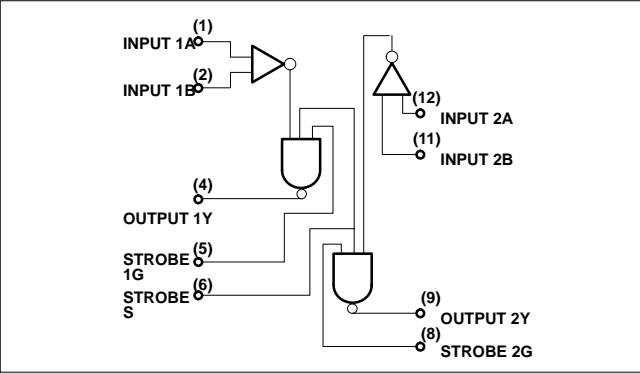 (1)
INPUT 1A
(2)
INPUT 1B
(12)
INPUT 2A
(11)
INPUT 2B
(4)
OUTPUT 1Y
(5)
STROBE
1G
(6)
STROBE
S
(9)
OUTPUT 2Y
(8)
STROBE 2G